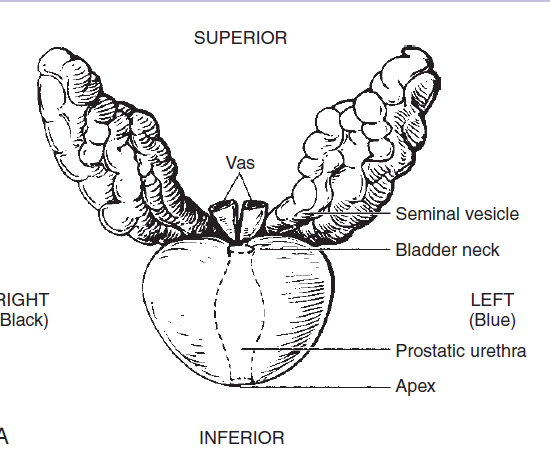 SUPERIOR
Vas
Seminal vesicle
Bladder neck
RIGHT
(Black)
LEFT
(Blue)
Prostatic urethra
Apex
A
INFERIOR